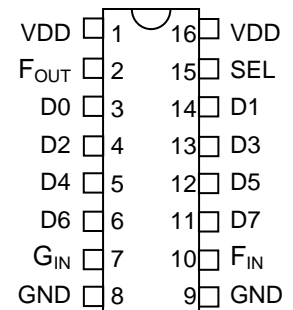 VDD 1 16 VDD
FOUT 2 15 SEL
D0 3 14 D1
D2 4 13 D3
D4 5 12 D5
D6 6 11 D7
GIN 7 10 FIN
GND 8 9 GND